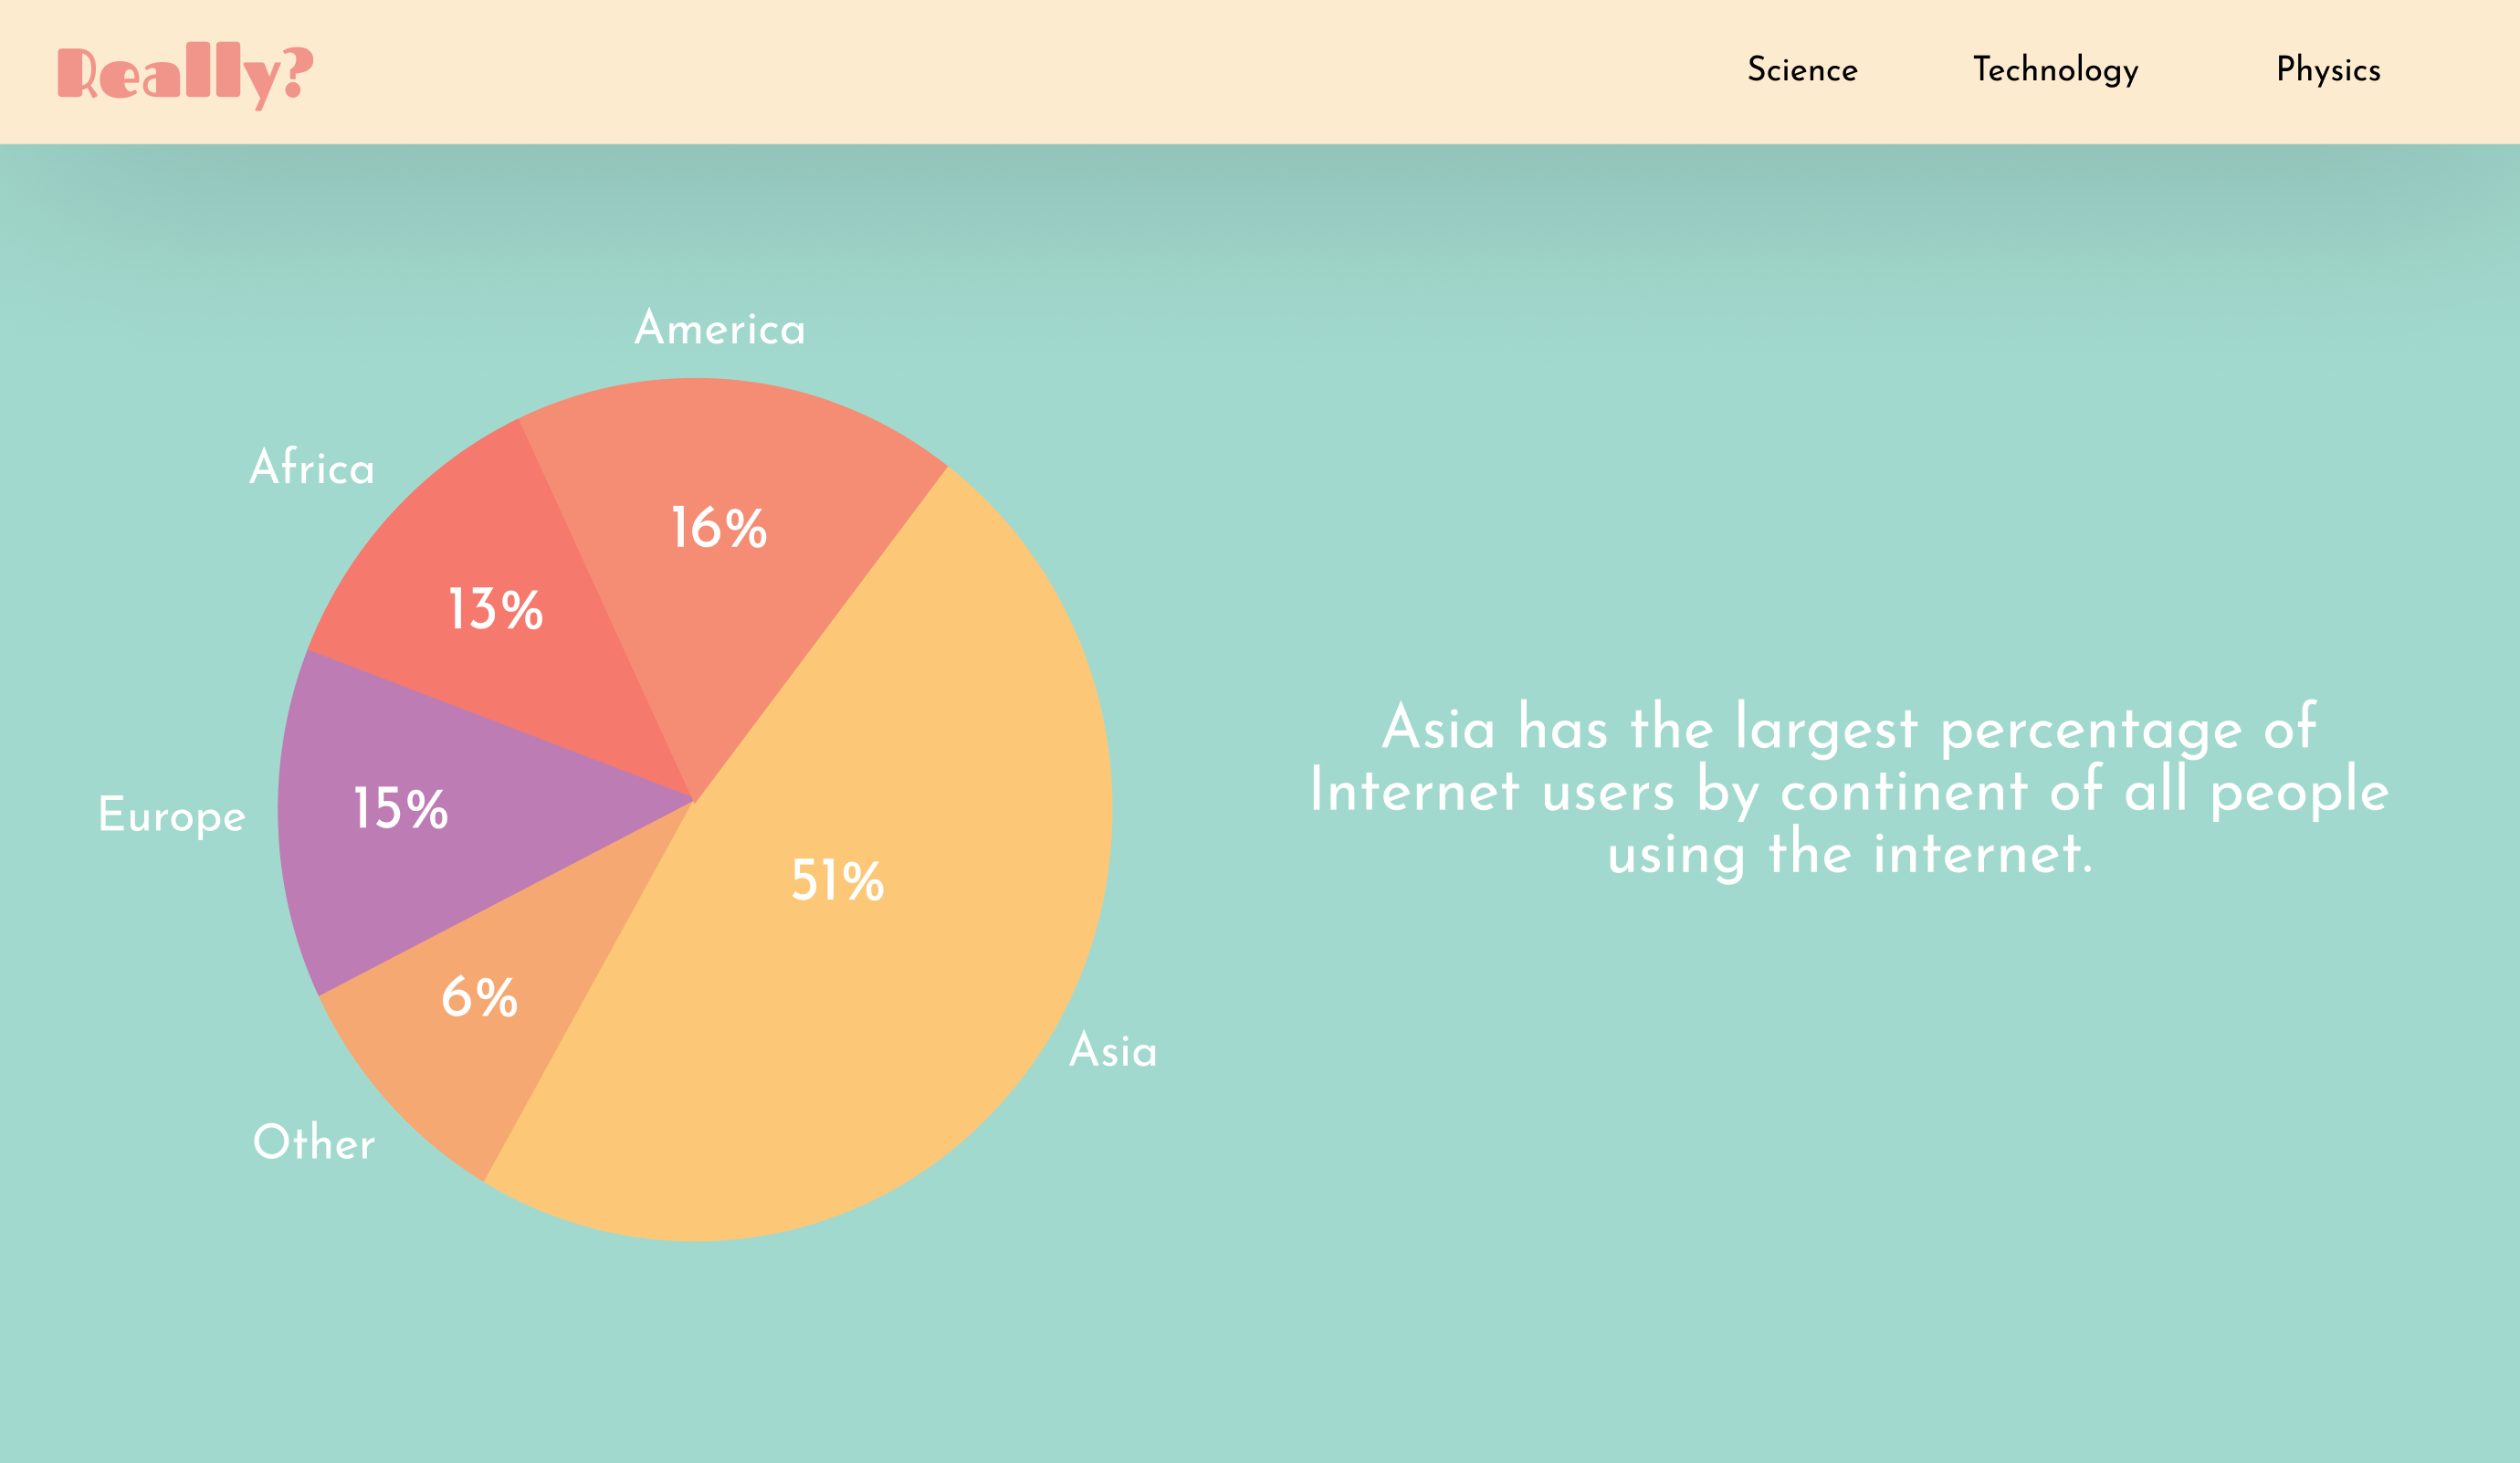 Really?
Science
Technology
Physics
America
Africa
16%
13%
Europe
15%
51%
6%
Asia
Other
Asia has the largest percentage of
Internet users by continent of all people
using the internet.